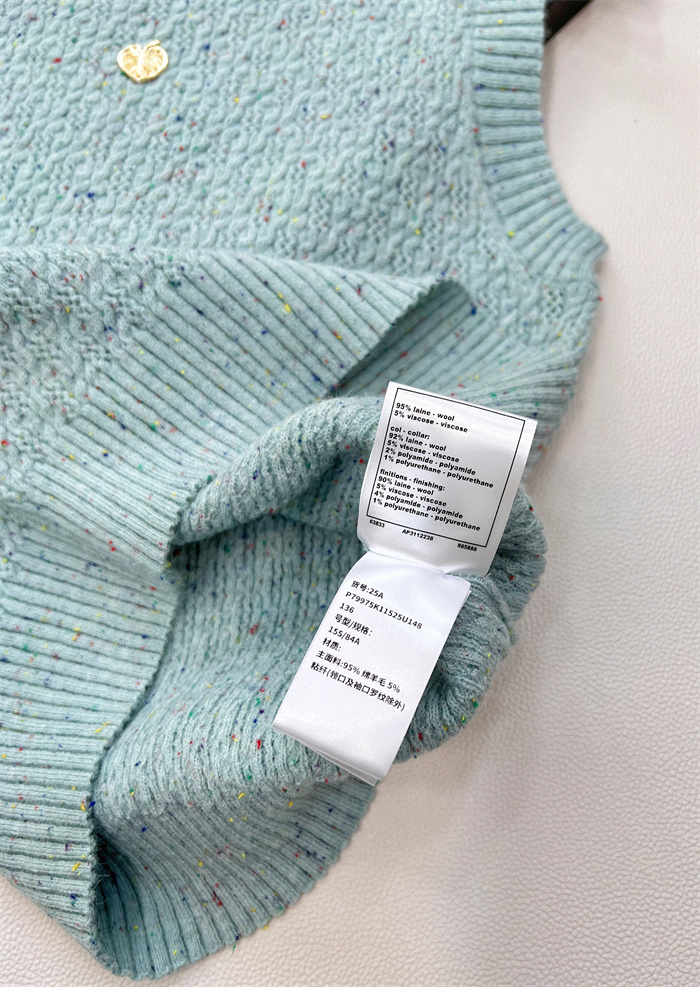 95% laine - wool
5% viscose - viscose
col - collar:
92% laine - wool
5% viscose - viscose
2% polyamide - polyamide
1% polyurethane - polyurethane
finitions - finishing:
90% laine - wool
5% viscose - viscose
4% polyamide - polyamide
1% polyurethane - polyurethane
63833 AP3112238 865888
货号:25A
P79975K11525U148
136
号型/规格:
155/84A
材质:
主面料:95% 绵羊毛 5%
粘纤(领口及袖口罗纹除外)